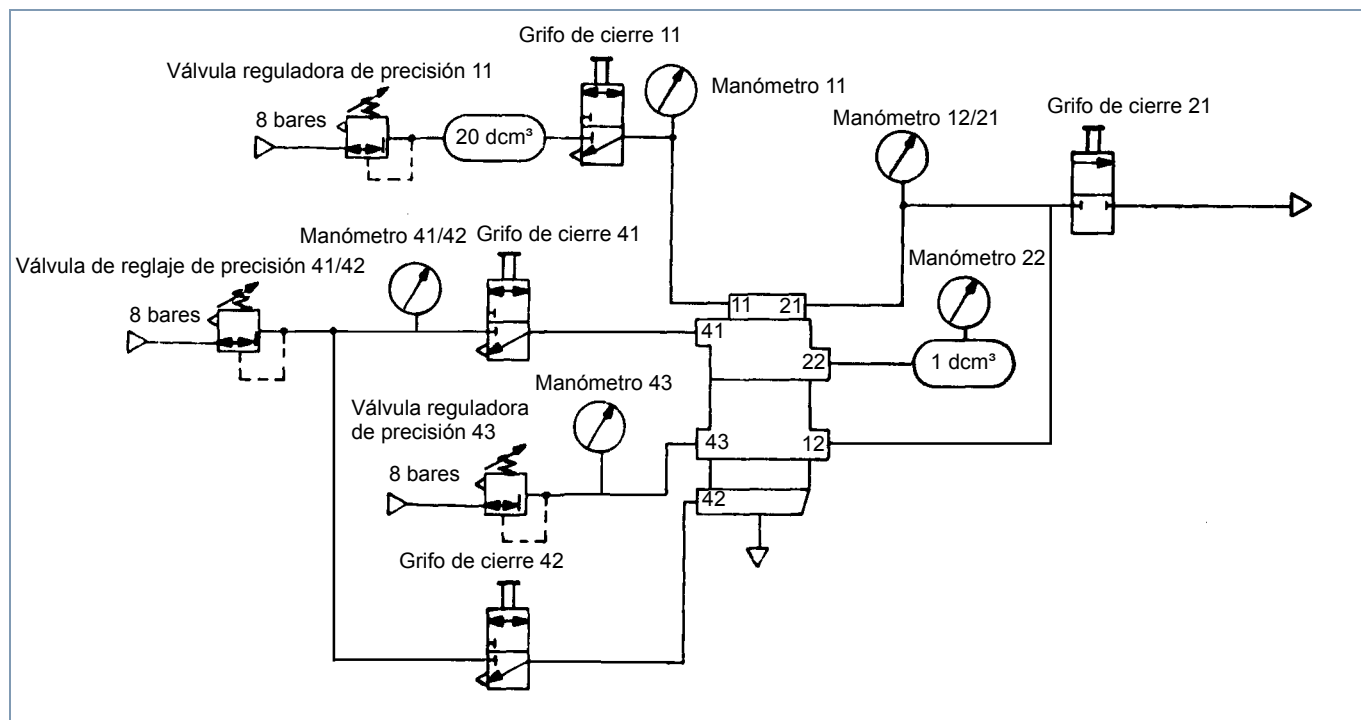 Grifo de cierre 11
Válvula reguladora de precisión 11
Manómetro 11
8 bares
20 dcm³
Manómetro 12/21
Grifo de cierre 21
Manómetro 41/42
Grifo de cierre 41
Válvula de reglaje de precisión 41/42
Manómetro 22
8 bares
11
21
41
22
1 dcm³
Manómetro 43
Válvula reguladora
de precisión 43
43
12
8 bares
42
Grifo de cierre 42